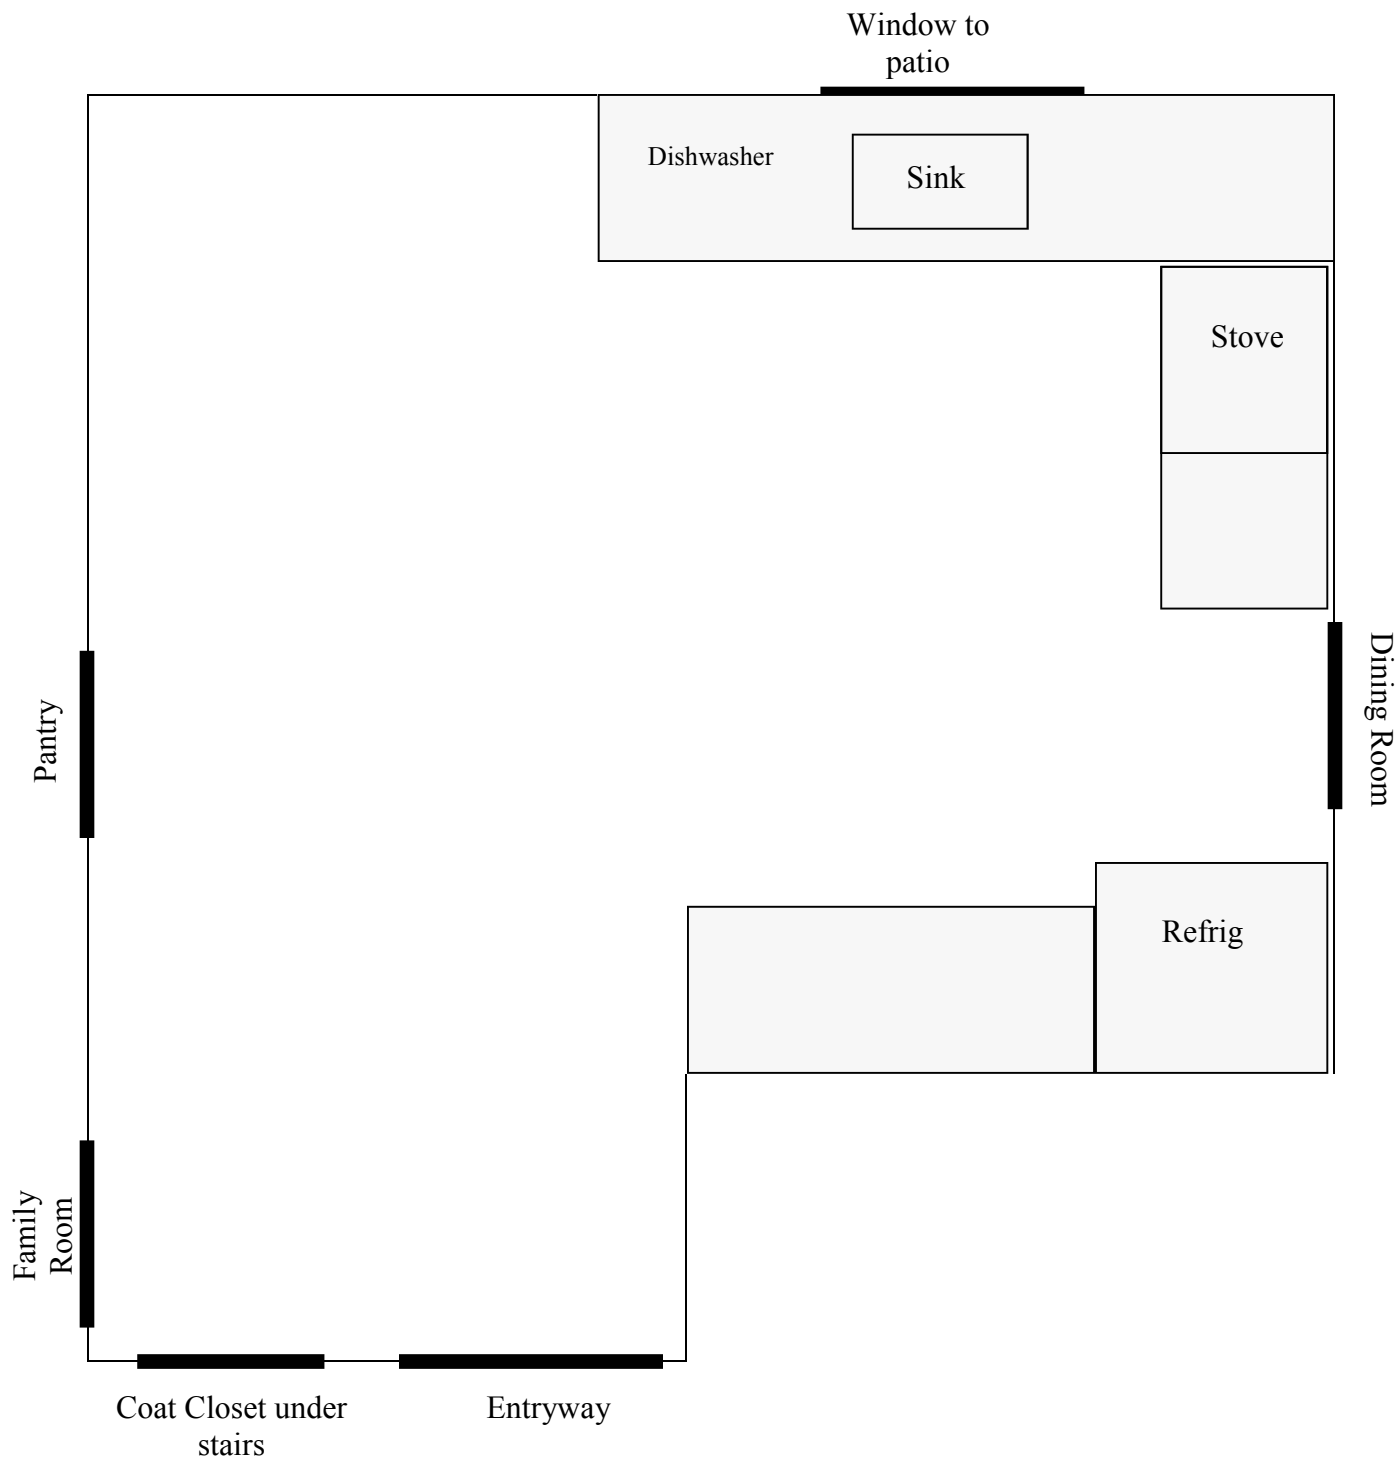 Window to
patio
Dishwasher
Sink
Stove
Dining Room
Pantry
Refrig
Family
Room
Coat Closet under
stairs
Entryway